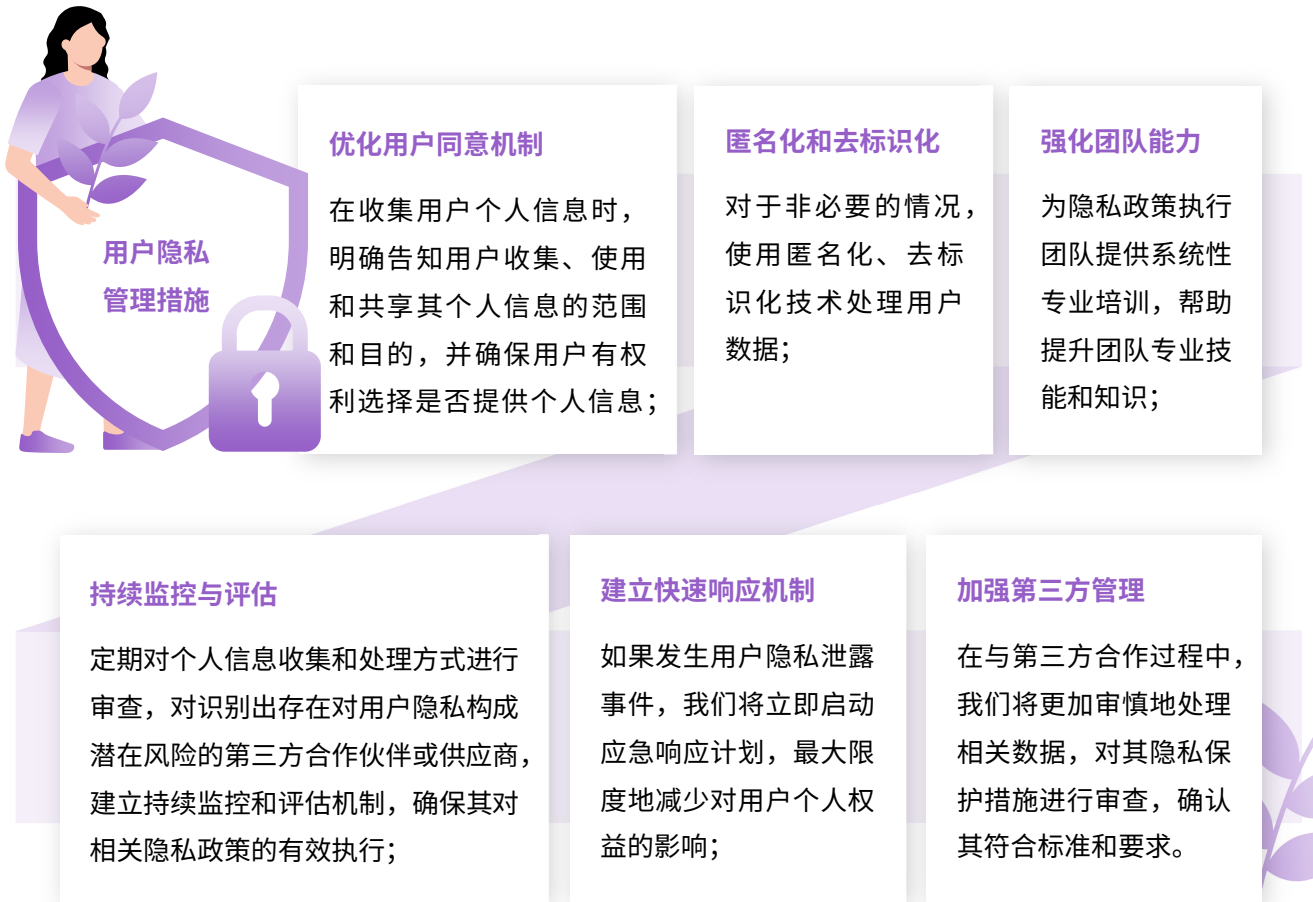 用户隐私
管理措施
优化用户同意机制
在收集用户个人信息时，
明确告知用户收集、使用
和共享其个人信息的范围
和目的，并确保用户有权
利选择是否提供个人信息；
匿名化和去标识化
对于非必要的情况，
使用匿名化、去标
识化技术处理用户
数据；
强化团队能力
为隐私政策执行
团队提供系统性
专业培训，帮助
提升团队专业技
能和知识；
持续监控与评估
定期对个人信息收集和处理方式进行
审查，对识别出存在对用户隐私构成
潜在风险的第三方合作伙伴或供应商，
建立持续监控和评估机制，确保其对
相关隐私政策的有效执行；
建立快速响应机制
如果发生用户隐私泄露
事件，我们将立即启动
应急响应计划，最大限
度地减少对用户个人权
益的影响；
加强第三方管理
在与第三方合作过程中，
我们将更加审慎地处理
相关数据，对其隐私保
护措施进行审查，确认
其符合标准和要求。